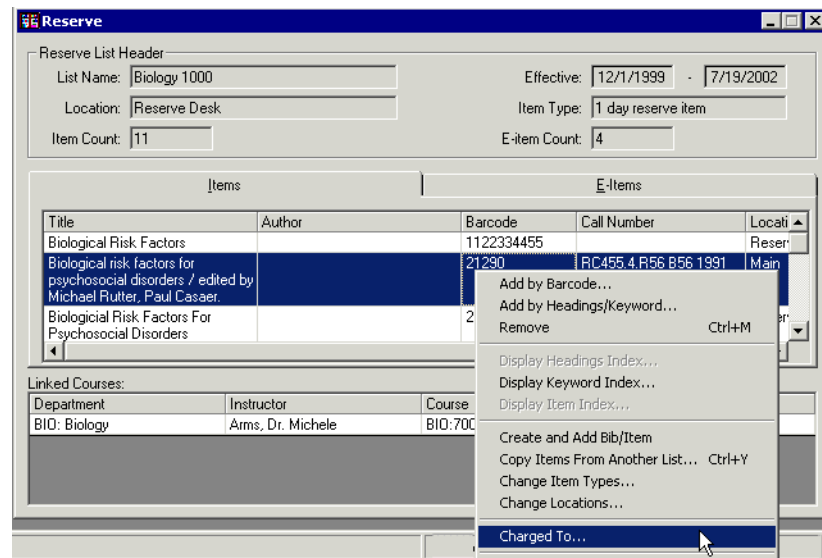 Reserve
Reserve List Header
List Name: Biology 1000 Effective: 12/1/1999 - 7/19/2002
Location: Reserve Desk Item Type: 1 day reserve item
Item Count: 11 E-item Count: 4
Items E-Items
Title Author Barcode Call Number Locati
Biological Risk Factors 1122334455 Reser
Biological risk factors for 21290 RC455.4.R56 B56 1991 Main
psychosocial disorders / edited by
Michael Rutter, Paul Casaer.
Biologicial Risk Factors For 2
Psychosocial Disorders
Add by Barcode...
Add by Headings/Keyword...
Remove Ctrl+M
Display Headings Index...
Display Keyword Index...
Display Item Index...
Create and Add Bib/Item
Copy Items From Another List... Ctrl+Y
Change Item Types...
Change Locations...
Charged To...
Linked Courses:
Department Instructor Course
BIO: Biology Arms, Dr. Michele BIO:700